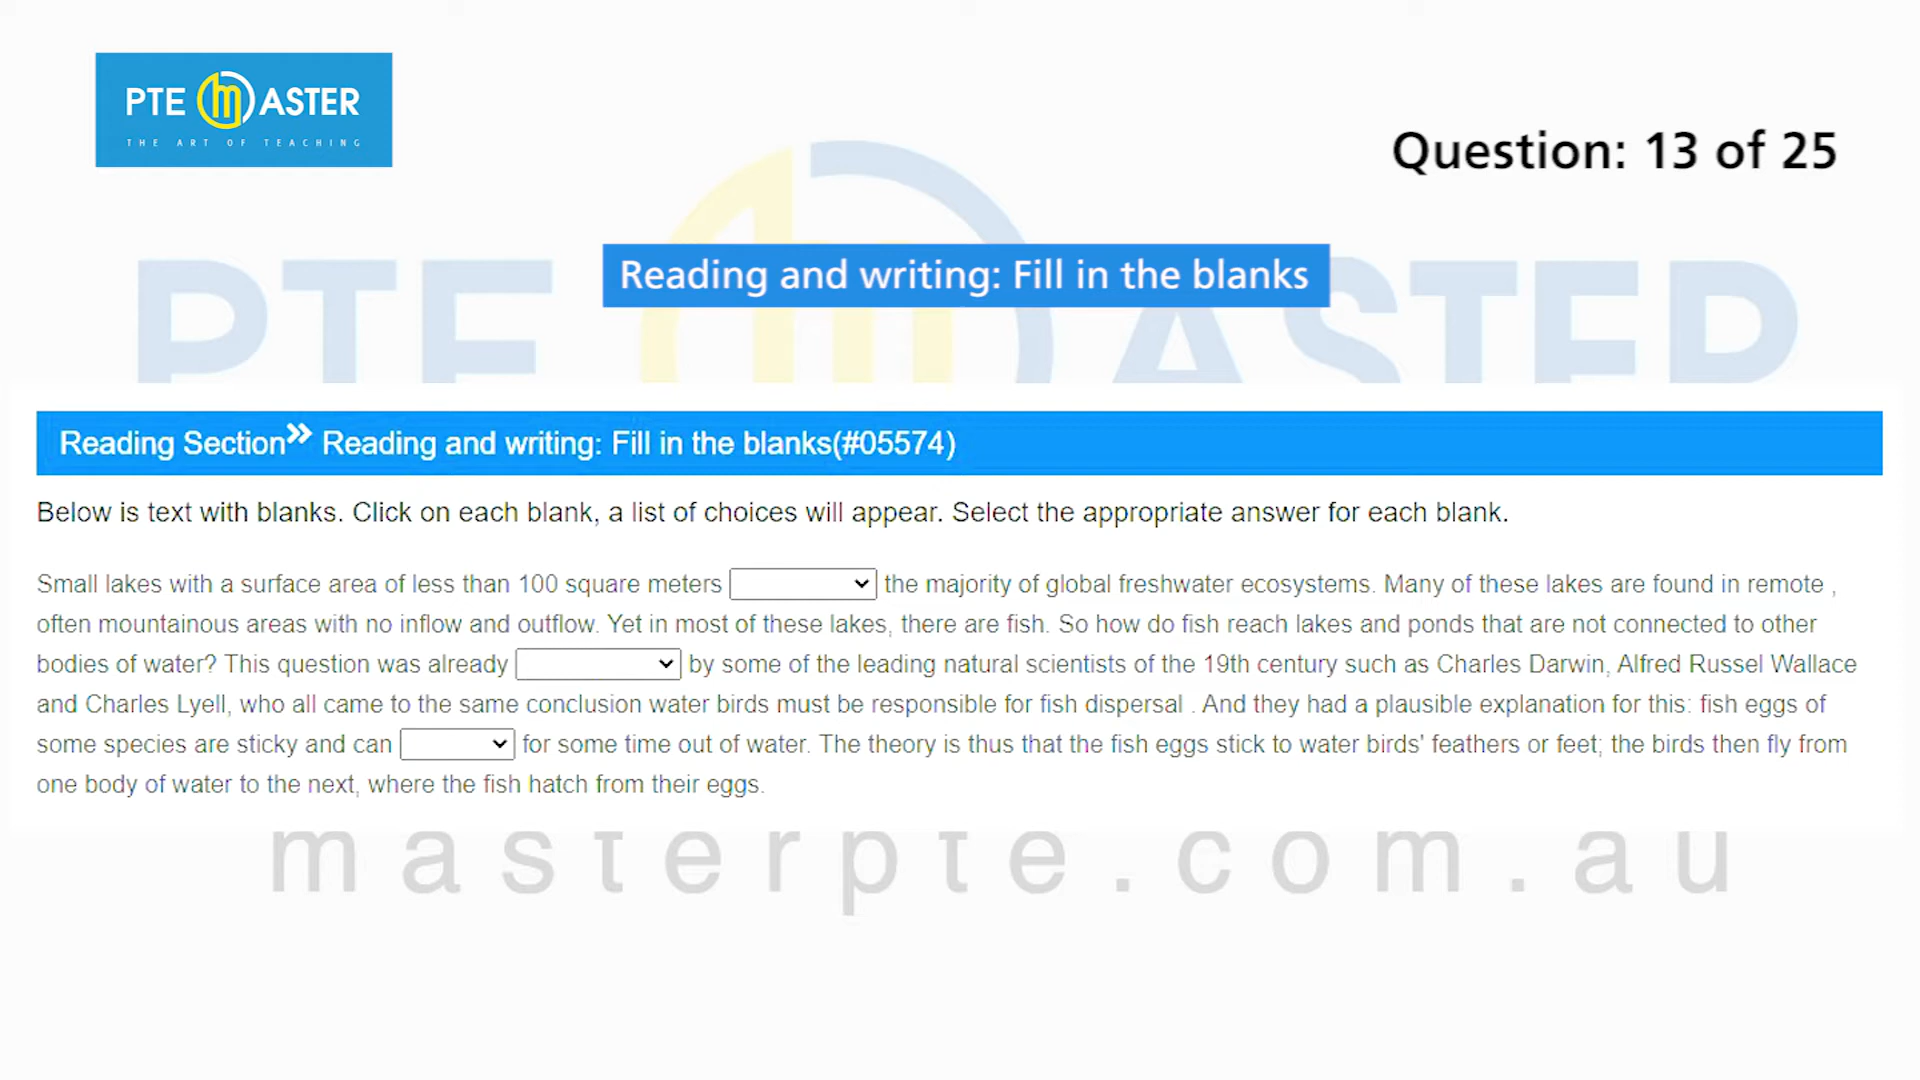 PTE MASTER
THE ART OF TEACHING
Question: 13 of 25
PTE MASTER
Reading and writing: Fill in the blanks
Reading Section» Reading and writing: Fill in the blanks(#05574)
Below is text with blanks. Click on each blank, a list of choices will appear. Select the appropriate answer for each blank.
Small lakes with a surface area of less than 100 square meters the majority of global freshwater ecosystems. Many of these lakes are found in remote ,
often mountainous areas with no inflow and outflow. Yet in most of these lakes, there are fish. So how do fish reach lakes and ponds that are not connected to other
bodies of water? This question was already by some of the leading natural scientists of the 19th century such as Charles Darwin, Alfred Russel Wallace
and Charles Lyell, who all came to the same conclusion water birds must be responsible for fish dispersal . And they had a plausible explanation for this: fish eggs of
some species are sticky and can for some time out of water. The theory is thus that the fish eggs stick to water birds' feathers or feet; the birds then fly from
one body of water to the next, where the fish hatch from their eggs.
masterpte.com.au